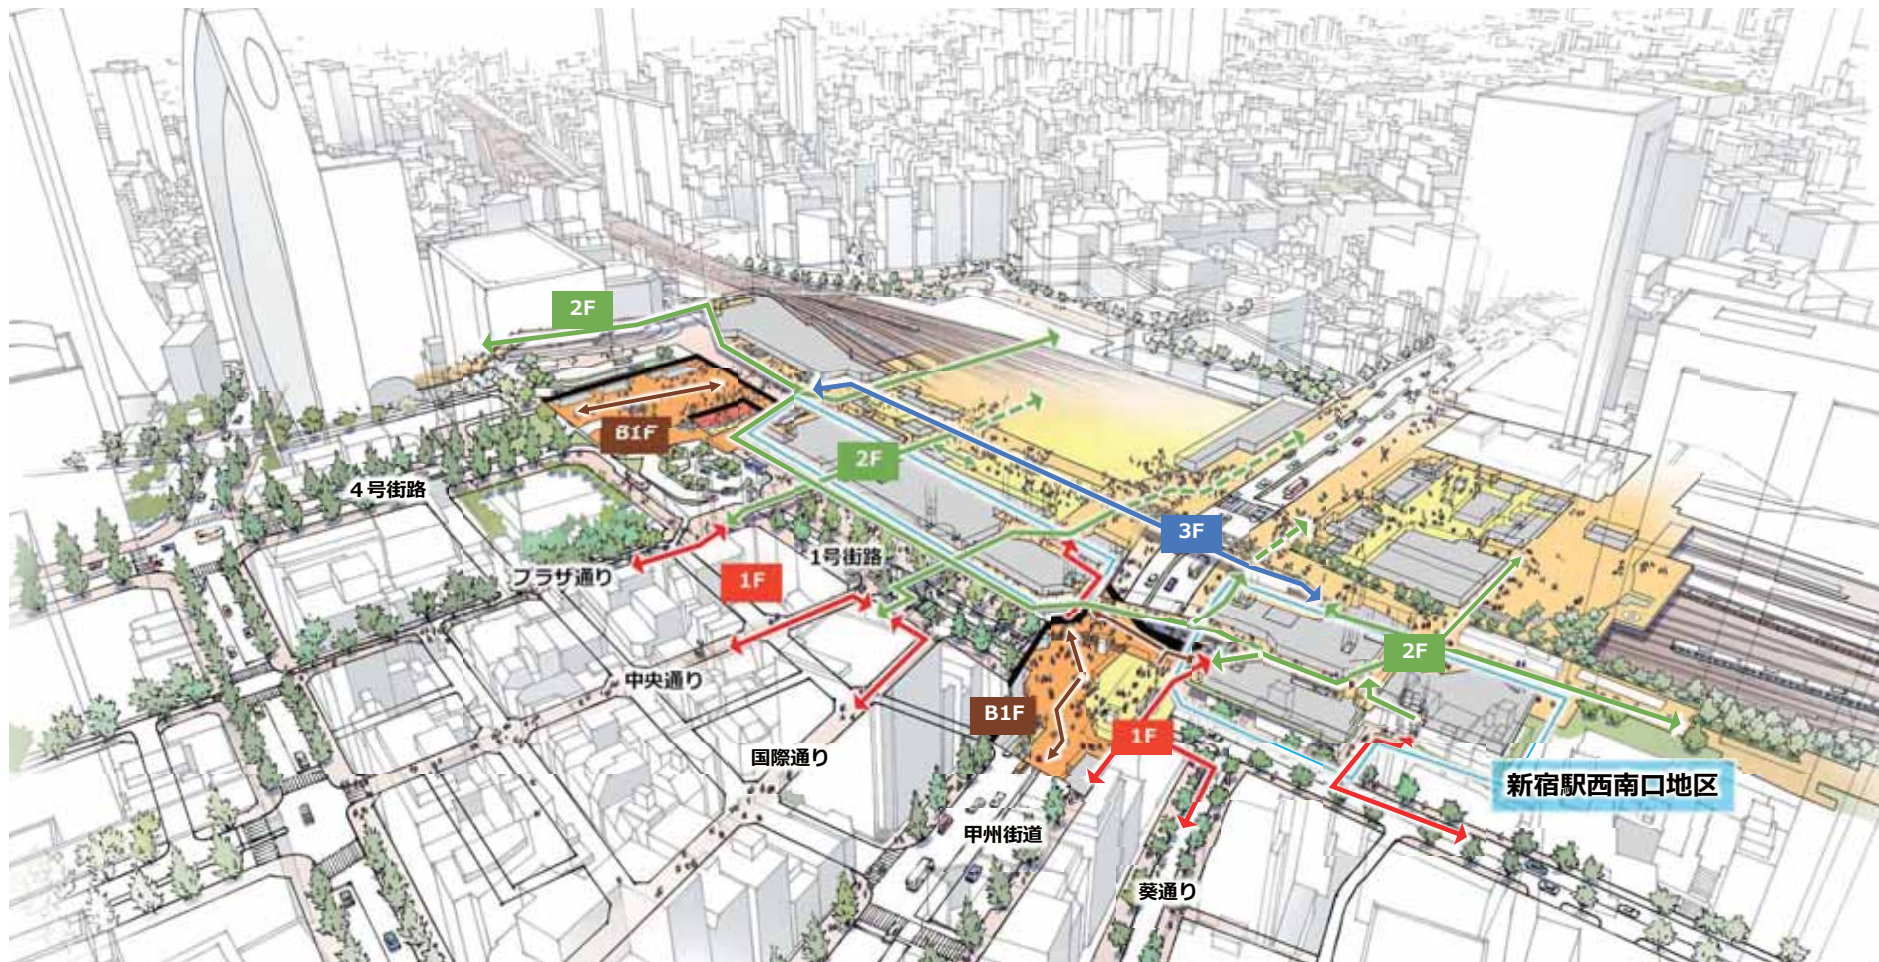 2F
B1F
2F
4号街路
3F
1号街路
プラザ通り
1F
2F
中央通り
B1F
1F
国際通り
新宿駅西南口地区
甲州街道
葵通り